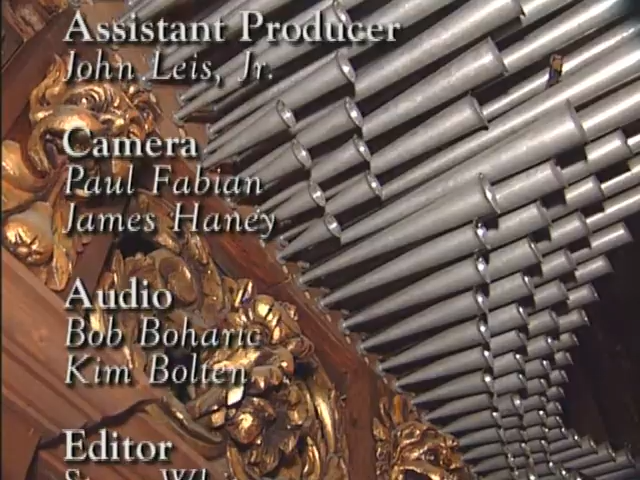 Assistant Producer
John Leis, Jr.
Camera
Paul Fabian
James Haney
Audio
Bob Boharic
Kim Bolten
Editor